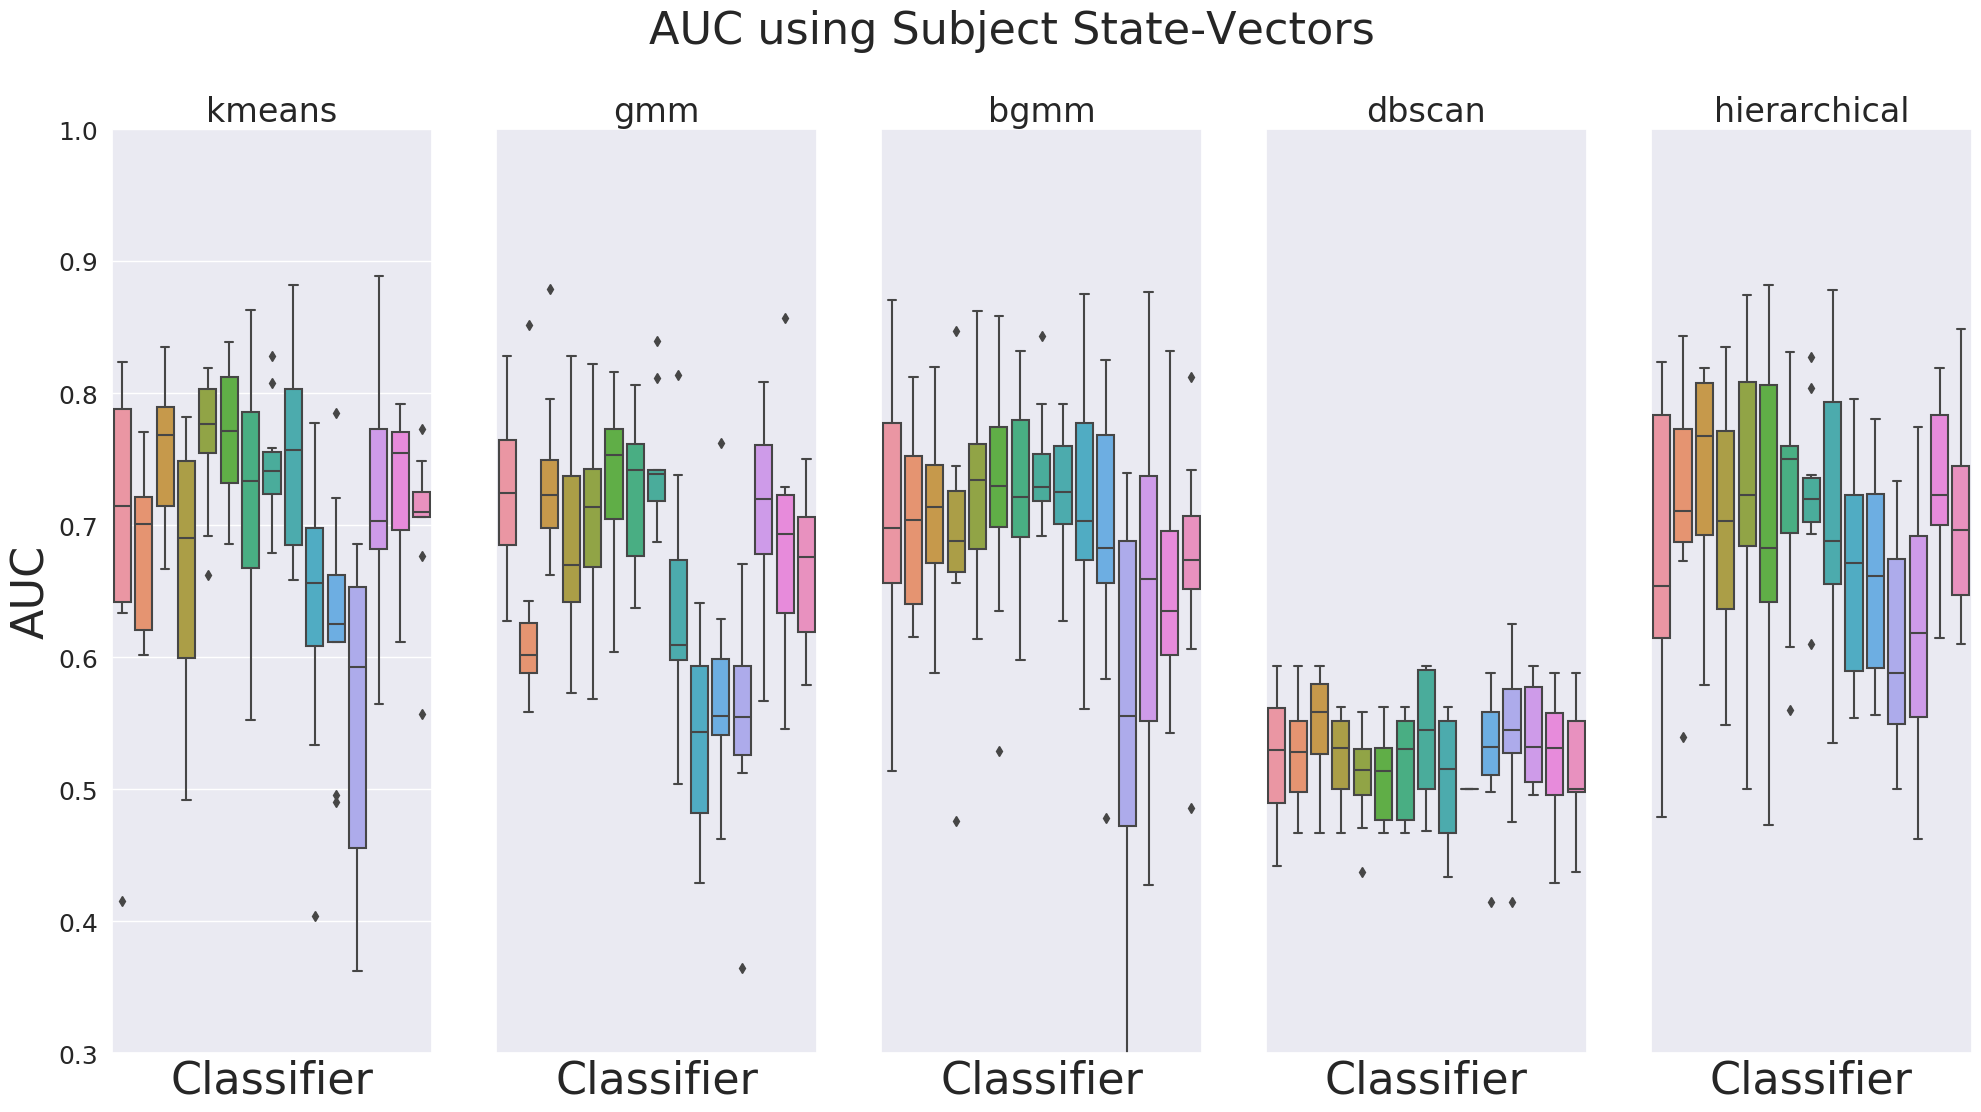 AUC using Subject State-Vectors
kmeans
gmm
bgmm
dbscan
hierarchical
1.0
0.9
0.8
0.7
0.6
0.5
0.4
0.3
AUC
Classifier
Classifier
Classifier
Classifier
Classifier